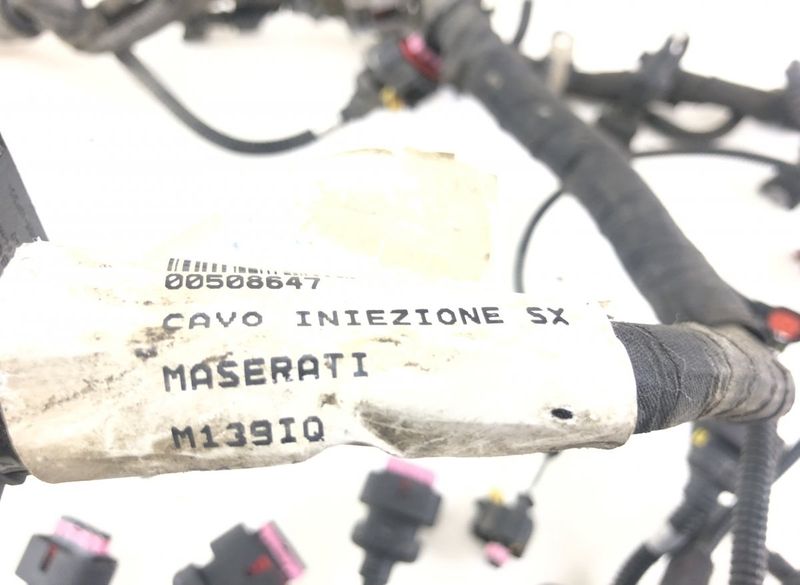 00508647
CAVO INIEZIONE SX
MASERATI
M139IQ